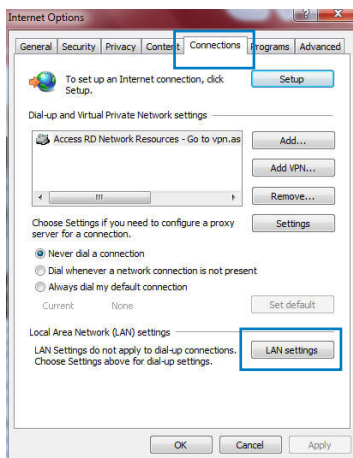 Internet Options
General Security Privacy Content Connections Programs Advanced
To set up an Internet connection, click
Setup.
Setup
Dial-up and Virtual Private Network settings
Access RD Network Resources - Go to vpn.as
Add...
Add VPN...
Remove...
Choose Settings if you need to configure a proxy
server for a connection.
Settings
Never dial a connection
Dial whenever a network connection is not present
Always dial my default connection
Current None
Set default
Local Area Network (LAN) settings
LAN Settings do not apply to dial-up connections.
Choose Settings above for dial-up settings.
LAN settings
OK Cancel Apply